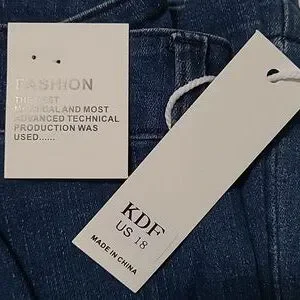 FASHION
THE BEST
AND MOST
ADVANCED TECHNICAL
PRODUCTION WAS
USED......
KDF
US 18
MADE IN CHINA